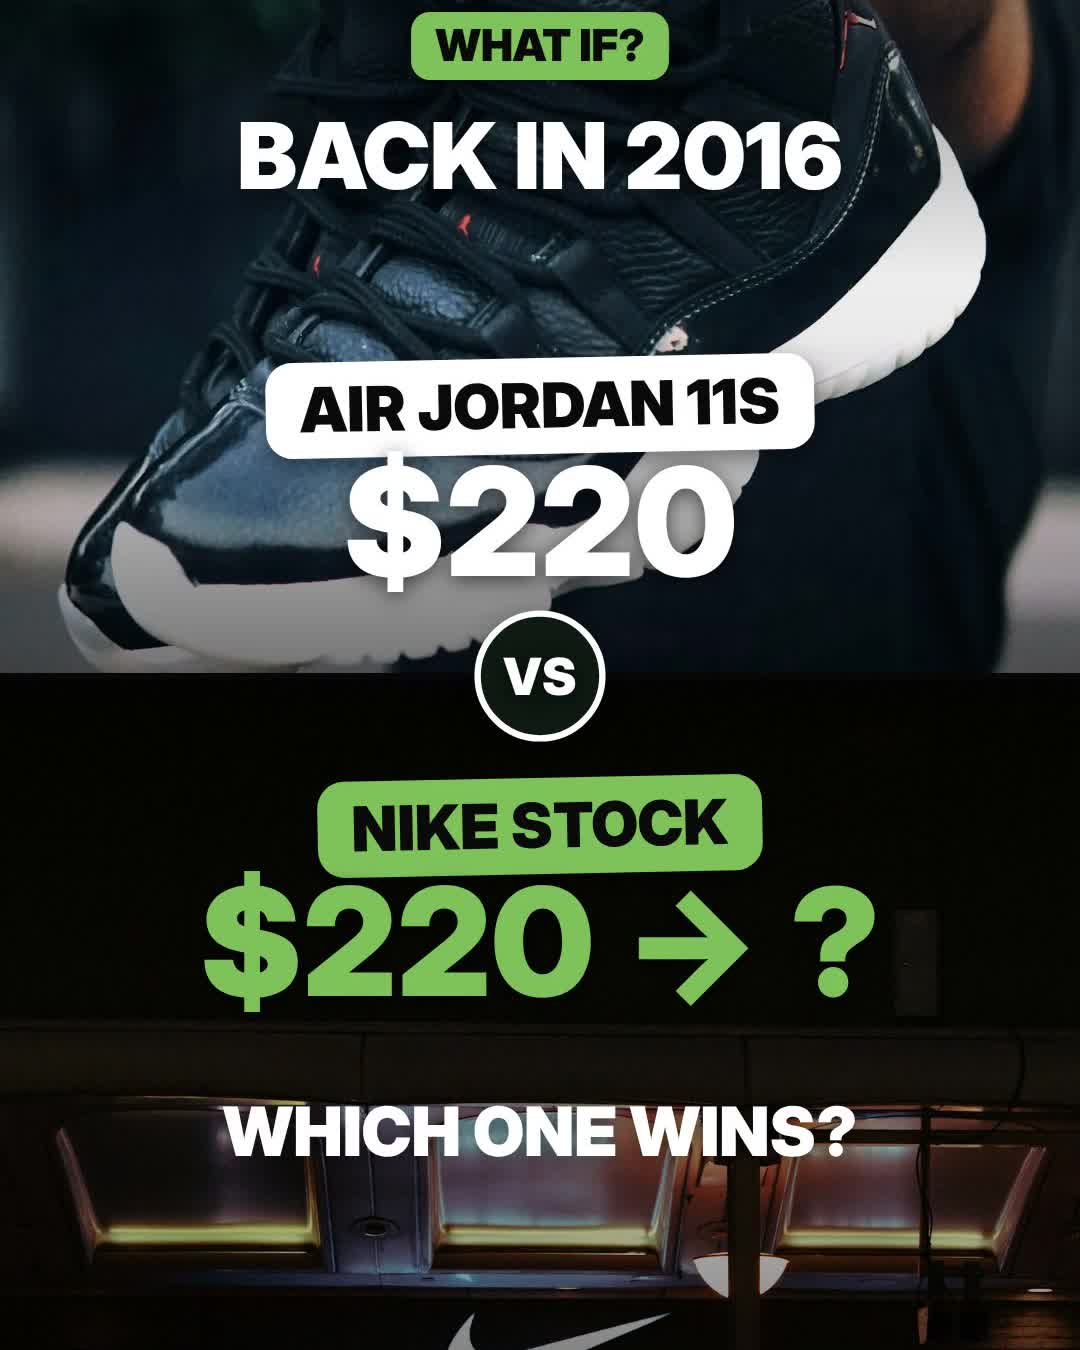 WHAT IF?
BACK IN 2016
AIR JORDAN 11S
$220
VS
NIKE STOCK
$220 → ?
WHICH ONE WINS?